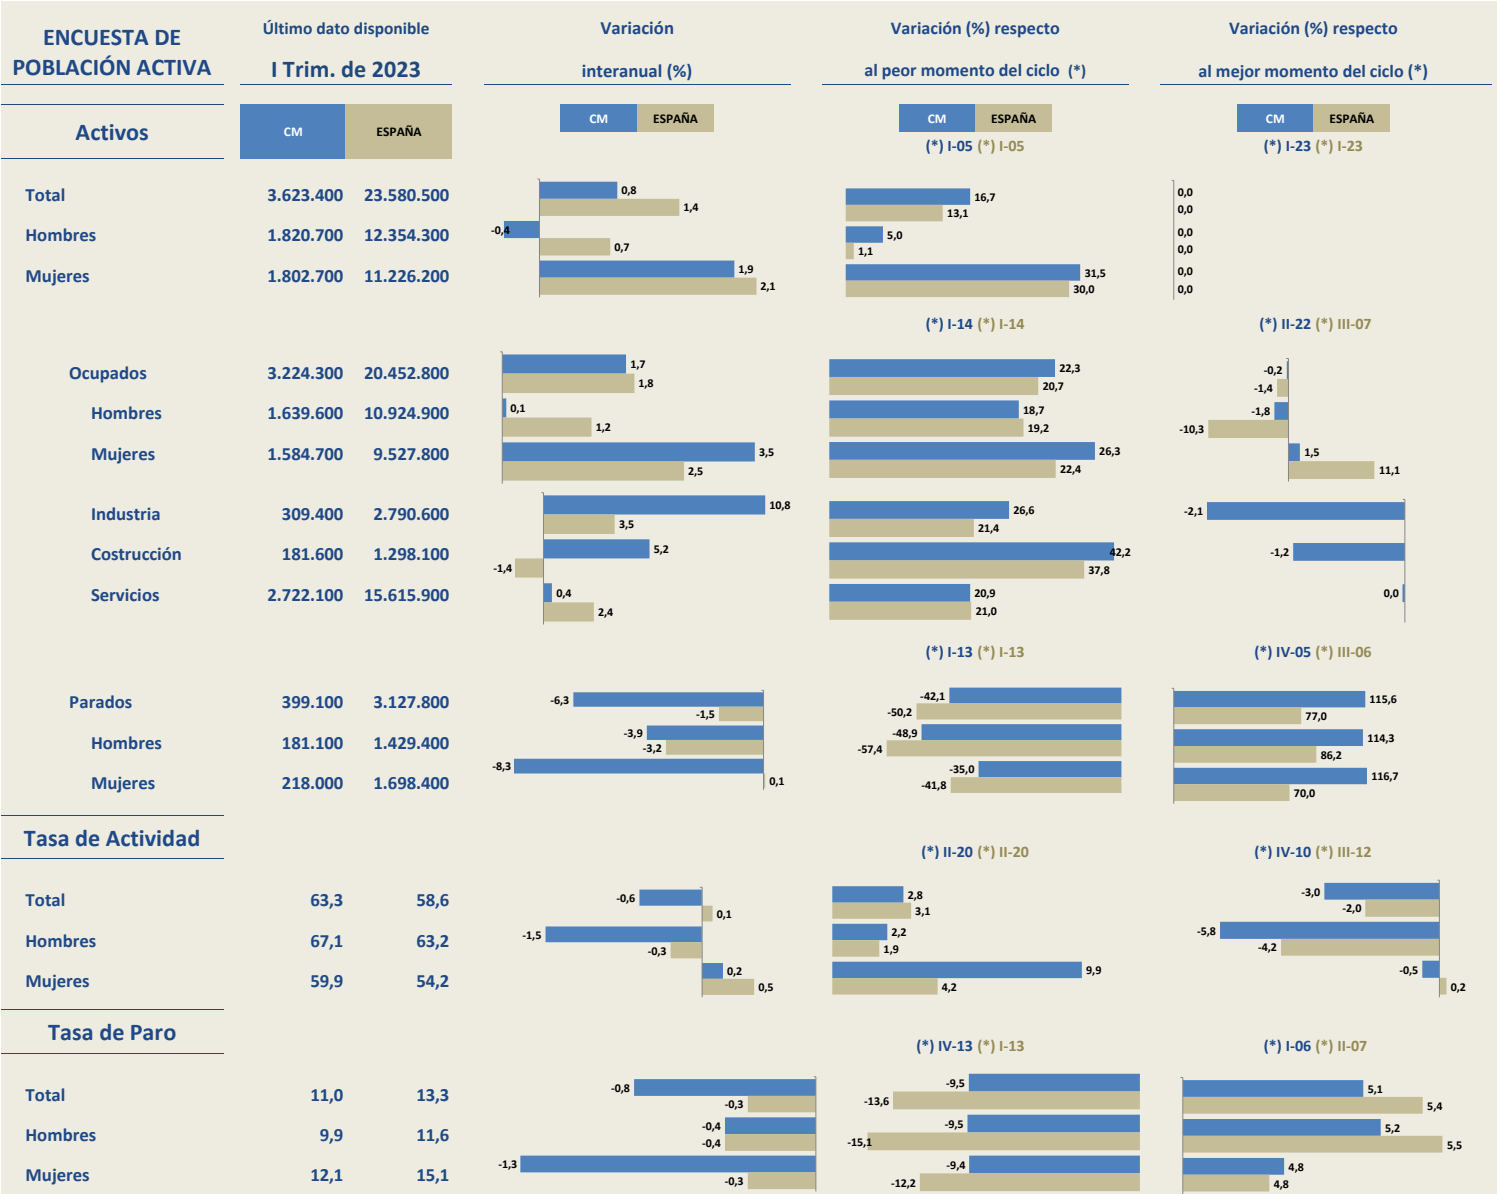 ENCUESTA DE
POBLACIÓN ACTIVA
Último dato disponible
I Trim. de 2023
Variación
interanual (%)
Variación (%) respecto
al peor momento del ciclo (*)
Variación (%) respecto
al mejor momento del ciclo (*)
Activos
CM ESPAÑA
CM ESPAÑA
CM ESPAÑA
(*) I-05 (*) I-05
CM ESPAÑA
(*) I-23 (*) I-23
Total 3.623.400 23.580.500 0,8 1,4 16,7 13,1 0,0 0,0
Hombres 1.820.700 12.354.300 -0,4 0,7 5,0 1,1 0,0 0,0
Mujeres 1.802.700 11.226.200 1,9 2,1 31,5 30,0 0,0 0,0
(*) I-14 (*) I-14
(*) II-22 (*) III-07
Ocupados 3.224.300 20.452.800 1,7 1,8 22,3 20,7 -0,2 -1,4
Hombres 1.639.600 10.924.900 0,1 1,2 18,7 19,2 -1,8 -10,3
Mujeres 1.584.700 9.527.800 3,5 2,5 26,3 22,4 1,5 11,1
Industria 309.400 2.790.600 10,8 3,5 26,6 21,4 -2,1
Costrucción 181.600 1.298.100 5,2 -1,4 42,2 37,8 -1,2
Servicios 2.722.100 15.615.900 0,4 2,4 20,9 21,0 0,0
(*) I-13 (*) I-13
(*) IV-05 (*) III-06
Parados 399.100 3.127.800 -6,3 -1,5 -42,1 -50,2 115,6 77,0
Hombres 181.100 1.429.400 -3,9 -3,2 -48,9 -57,4 114,3 86,2
Mujeres 218.000 1.698.400 -8,3 0,1 -35,0 -41,8 116,7 70,0
Tasa de Actividad
(*) II-20 (*) II-20
(*) IV-10 (*) III-12
Total 63,3 58,6 -0,6 0,1 2,8 3,1 -3,0 -2,0
Hombres 67,1 63,2 -1,5 -0,3 2,2 1,9 -5,8 -4,2
Mujeres 59,9 54,2 0,2 0,5 9,9 4,2 -0,5 0,2
Tasa de Paro
(*) IV-13 (*) I-13
(*) I-06 (*) II-07
Total 11,0 13,3 -0,8 -0,3 -9,5 -13,6 5,1 5,4
Hombres 9,9 11,6 -0,4 -0,4 -9,5 -15,1 5,2 5,5
Mujeres 12,1 15,1 -1,3 -0,3 -9,4 -12,2 4,8 4,8